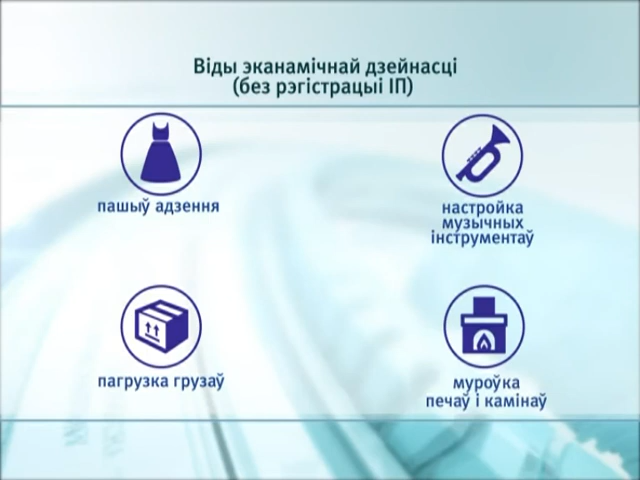 Віды эканамічнай дзейнасці
(без рэгістрацыі ІП)
пашыў адзення
настройка
музычных
інструментаў
пагрузка грузаў
муроўка
печаў і камінаў